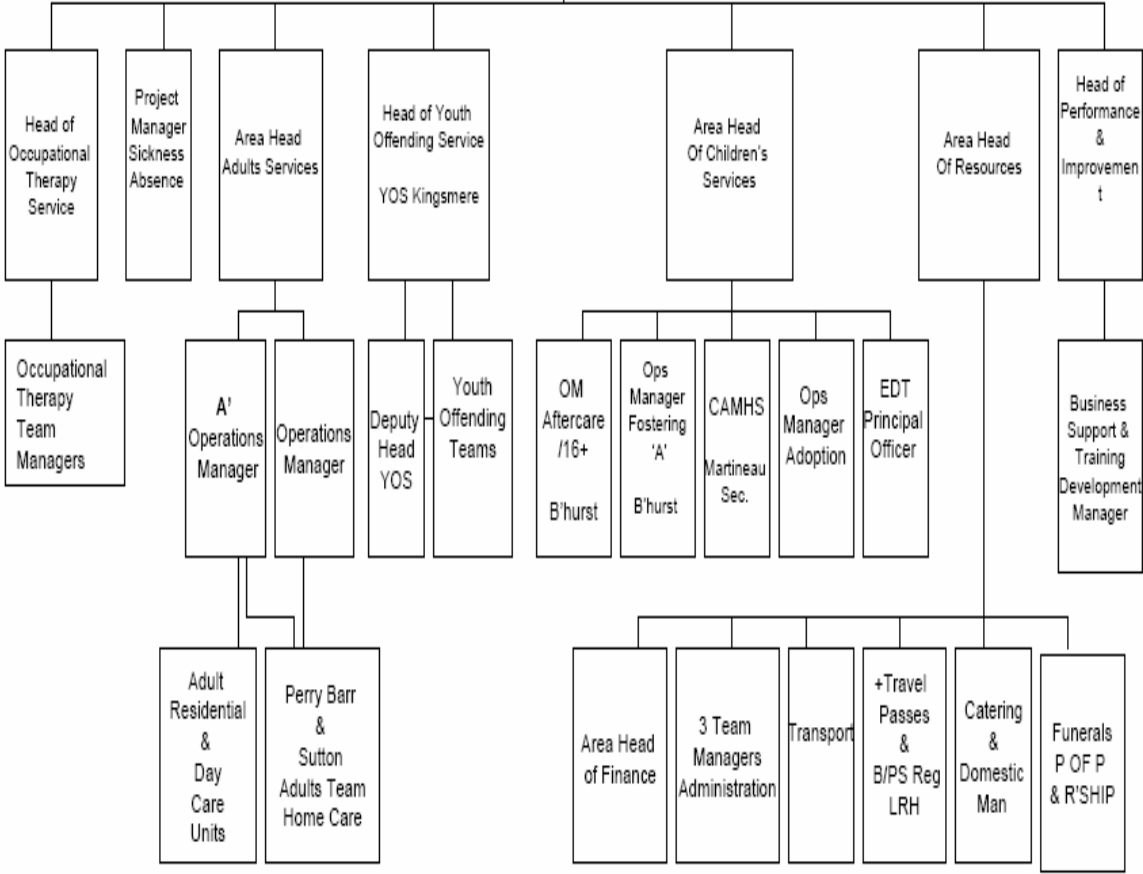 Head of
Occupational
Therapy
Service
Project
Manager
Sickness
Absence
Area Head
Adults Services
Head of Youth
Offending Service
YOS Kingsmere
Area Head
Of Children's
Services
Area Head
Of Resources
Head of
Performance
&
Improvemen
t
Occupational
Therapy
Team
Managers
A'
Operations
Manager
Operations
Manager
Deputy
Head
YOS
Youth
Offending
Teams
OM
Aftercare
/16+
B'hurst
Ops
Manager
Fostering
'A'
B'hurst
CAMHS
Martineau
Sec.
Ops
Manager
Adoption
EDT
Principal
Officer
Business
Support &
Training
Development
Manager
Adult
Residential
&
Day
Care
Units
Perry Barr
&
Sutton
Adults Team
Home Care
Area Head
of Finance
3 Team
Managers
Administration
Transport
+Travel
Passes
&
B/PS Reg
LRH
Catering
&
Domestic
Man
Funerals
P OF P
& R'SHIP